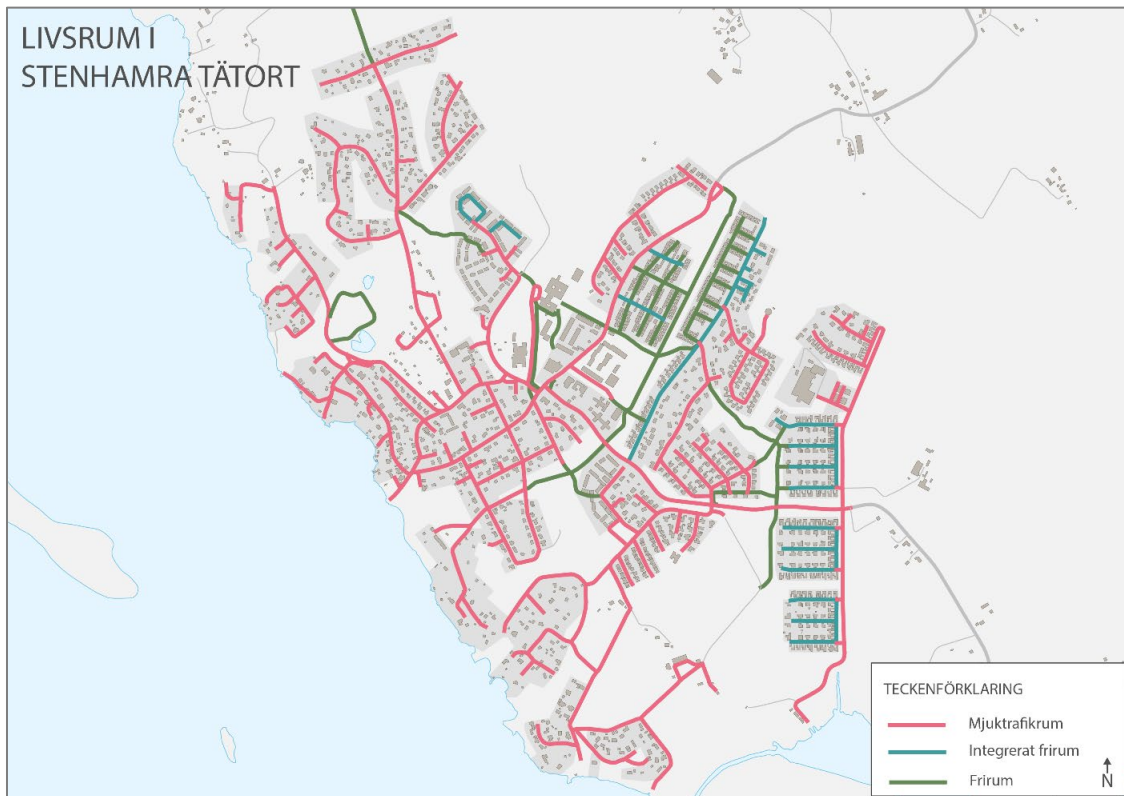 LIVSRUM I
STENHAMRA TÄTORT
TECKENFÖRKLARING
Mjuktrafikrum
Integrerat frirum
Frirum
N